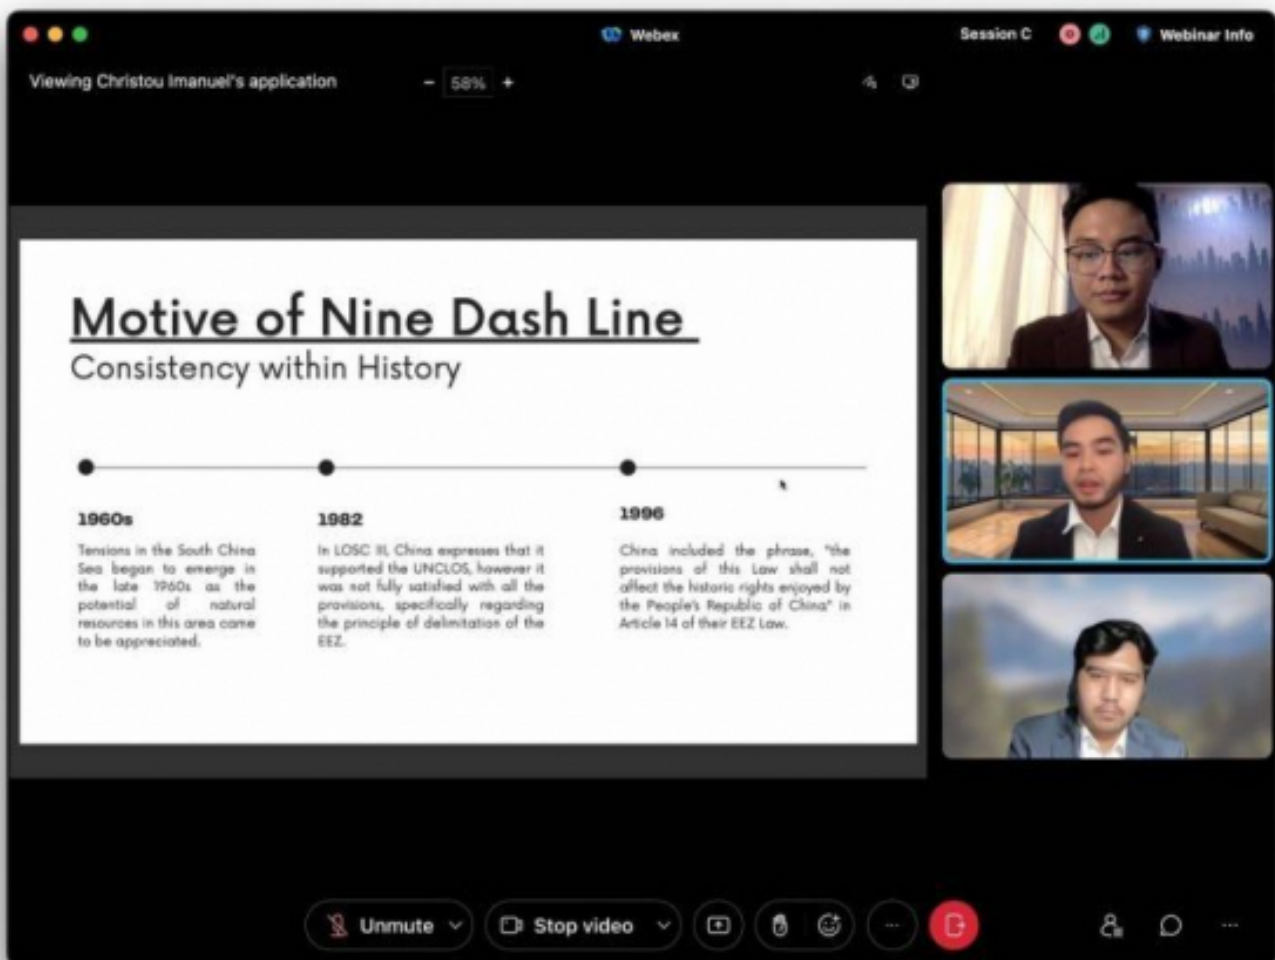 Webex
Session C
Webinar Info
Viewing Christou Imanuel's application
− 58% +
Motive of Nine Dash Line
Consistency within History
1960s
Tensions in the South China
Sea began to emerge in
the late 1960s as the
potential of natural
resources in this area came
to be appreciated.
1982
In LOSC III, China expresses that it
supported the UNCLOS, however it
was not fully satisfied with all the
provisions, specifically regarding
the principle of delimitation of the
EEZ.
1996
China included the phrase, "the
provisions of this Law shall not
affect the historic rights enjoyed by
the People's Republic of China" in
Article 14 of their EEZ Law.
Unmute
Stop video